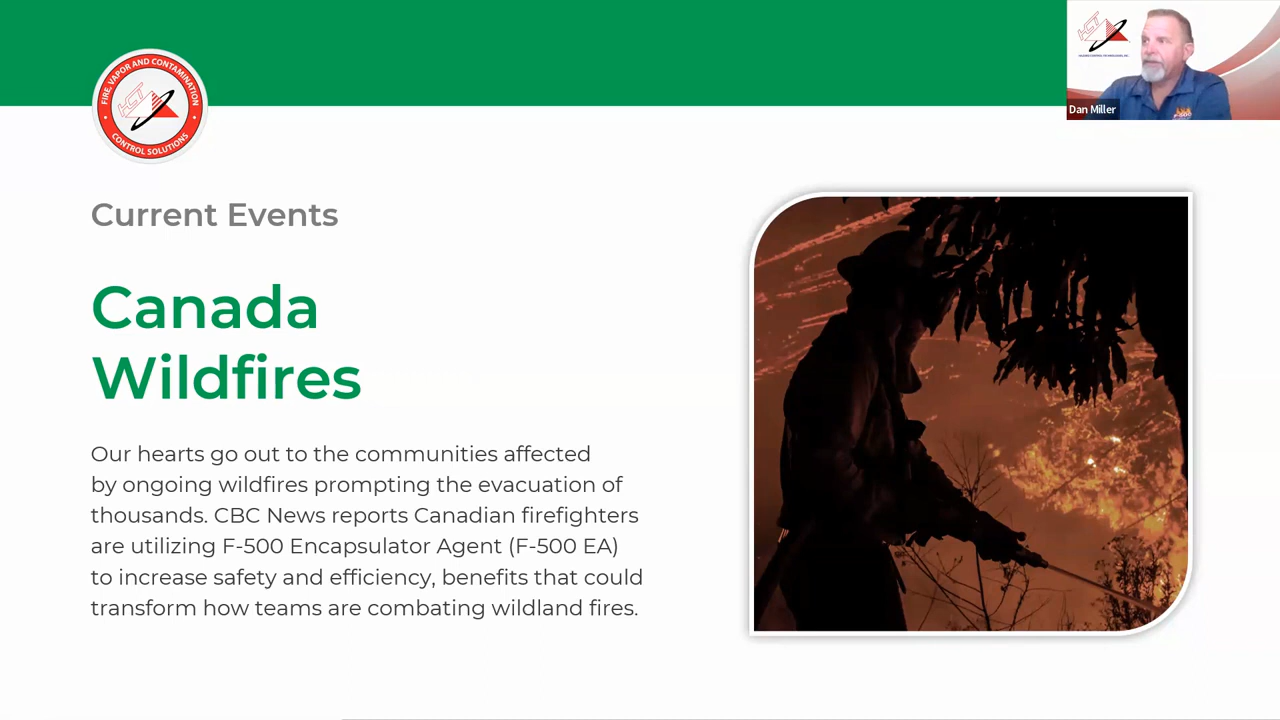 FIRE, VAPOR AND CONTAMINATION
HCT
CONTROL SOLUTIONS
HCT
Dan Miller
Current Events
Canada
Wildfires
Our hearts go out to the communities affected
by ongoing wildfires prompting the evacuation of
thousands. CBC News reports Canadian firefighters
are utilizing F-500 Encapsulator Agent (F-500 EA)
to increase safety and efficiency, benefits that could
transform how teams are combating wildland fires.